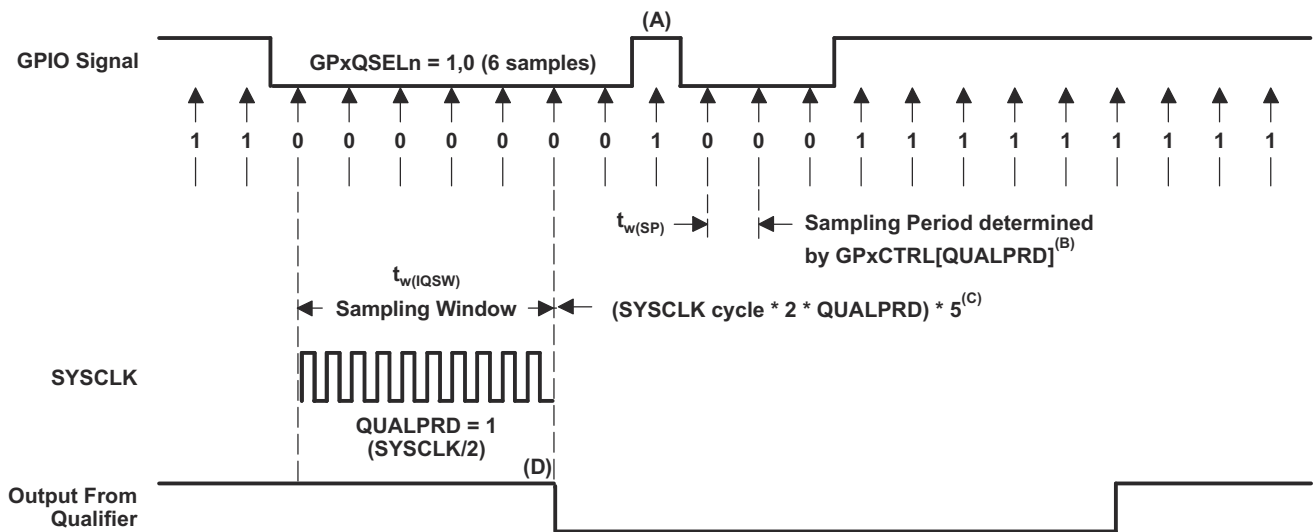 (A)
GPIO Signal
GPxQSELn = 1,0 (6 samples)
1 1 0 0 0 0 0 0 0 1 0 0 0 1 1 1 1 1 1 1 1 1
tw(SP)
Sampling Period determined
by GPxCTRL[QUALPRD](B)
tw(IQSW)
Sampling Window
(SYSCLK cycle * 2 * QUALPRD) * 5(C)
SYSCLK
QUALPRD = 1
(SYSCLK/2)
(D)
Output From
Qualifier